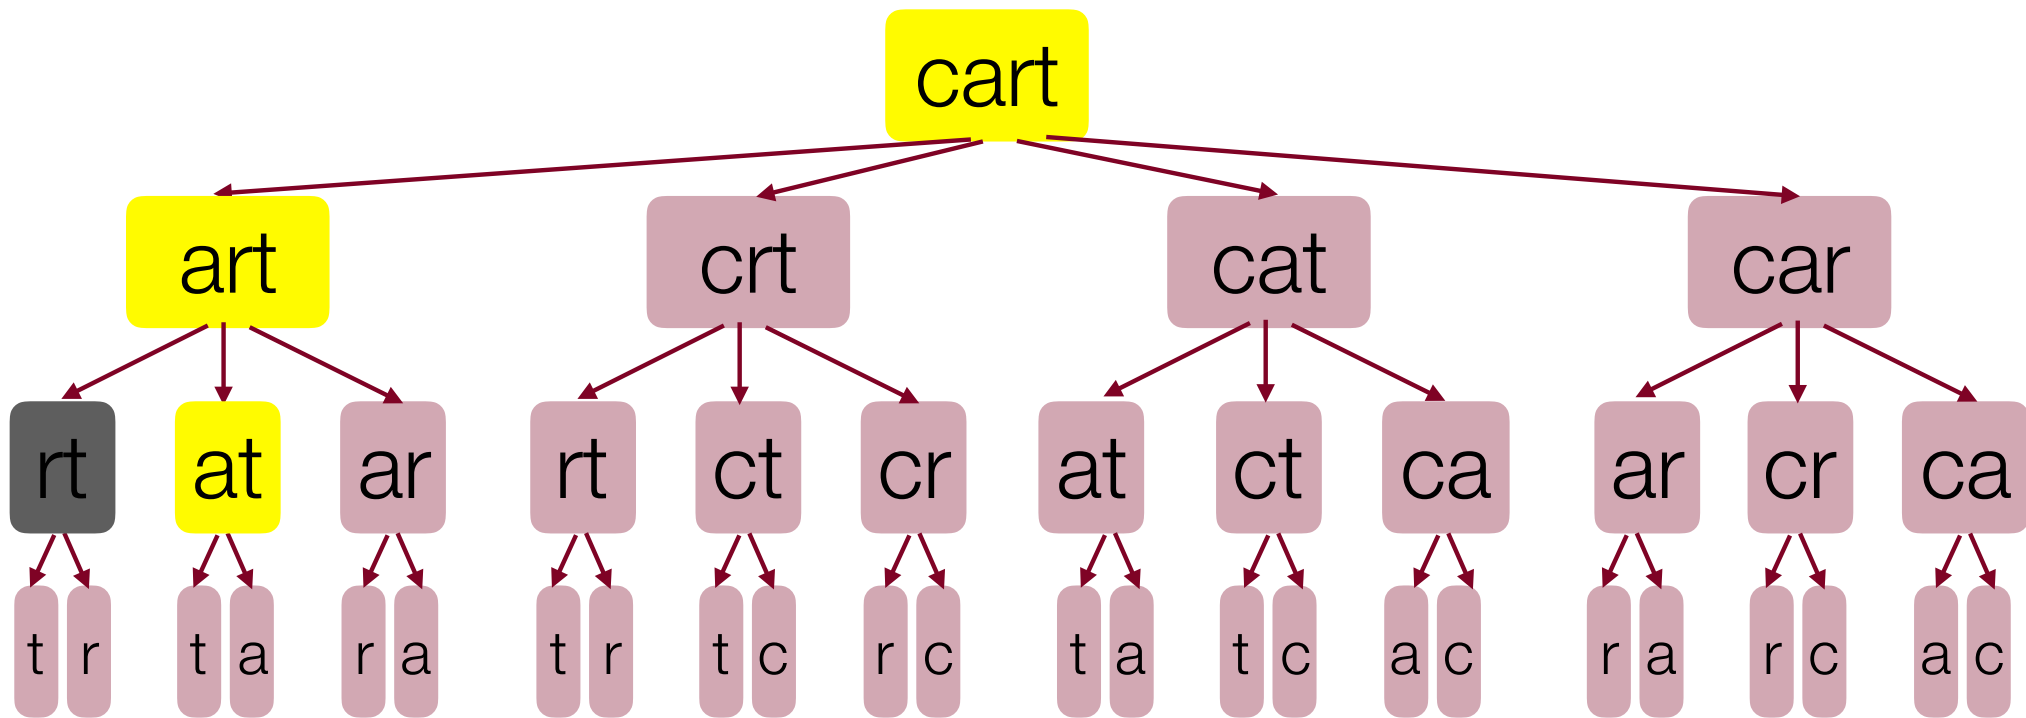 cart
art crt cat car
rt at ar rt ct cr at ct ca ar cr ca
t r t a r a t r t c r c t a t c a c r a r c a c